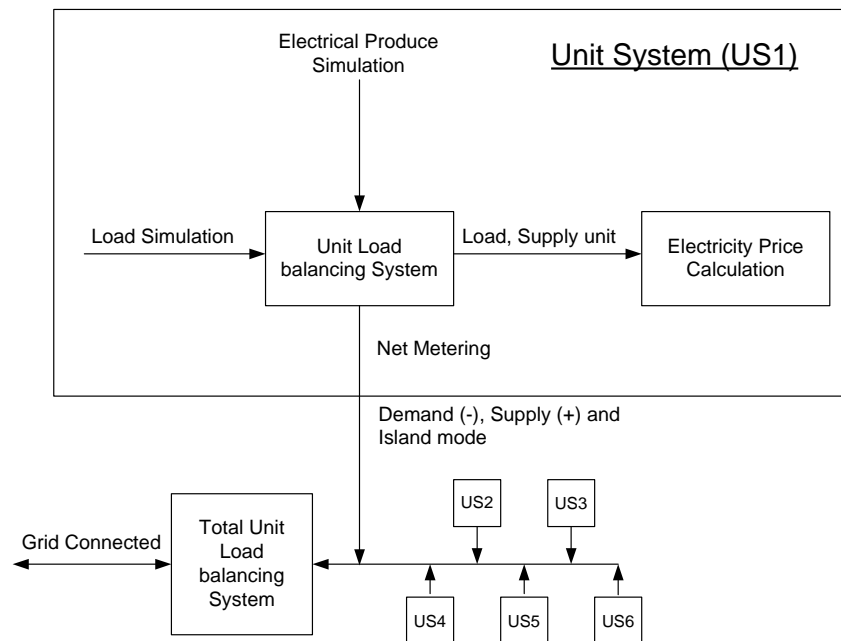 Electrical Produce
Simulation
Unit System (US1)
Load Simulation
Unit Load
balancing System
Load, Supply unit
Electricity Price
Calculation
Net Metering
Demand (-), Supply (+) and
Island mode
US2
US3
Grid Connected
Total Unit
Load
balancing
System
US4
US5
US6